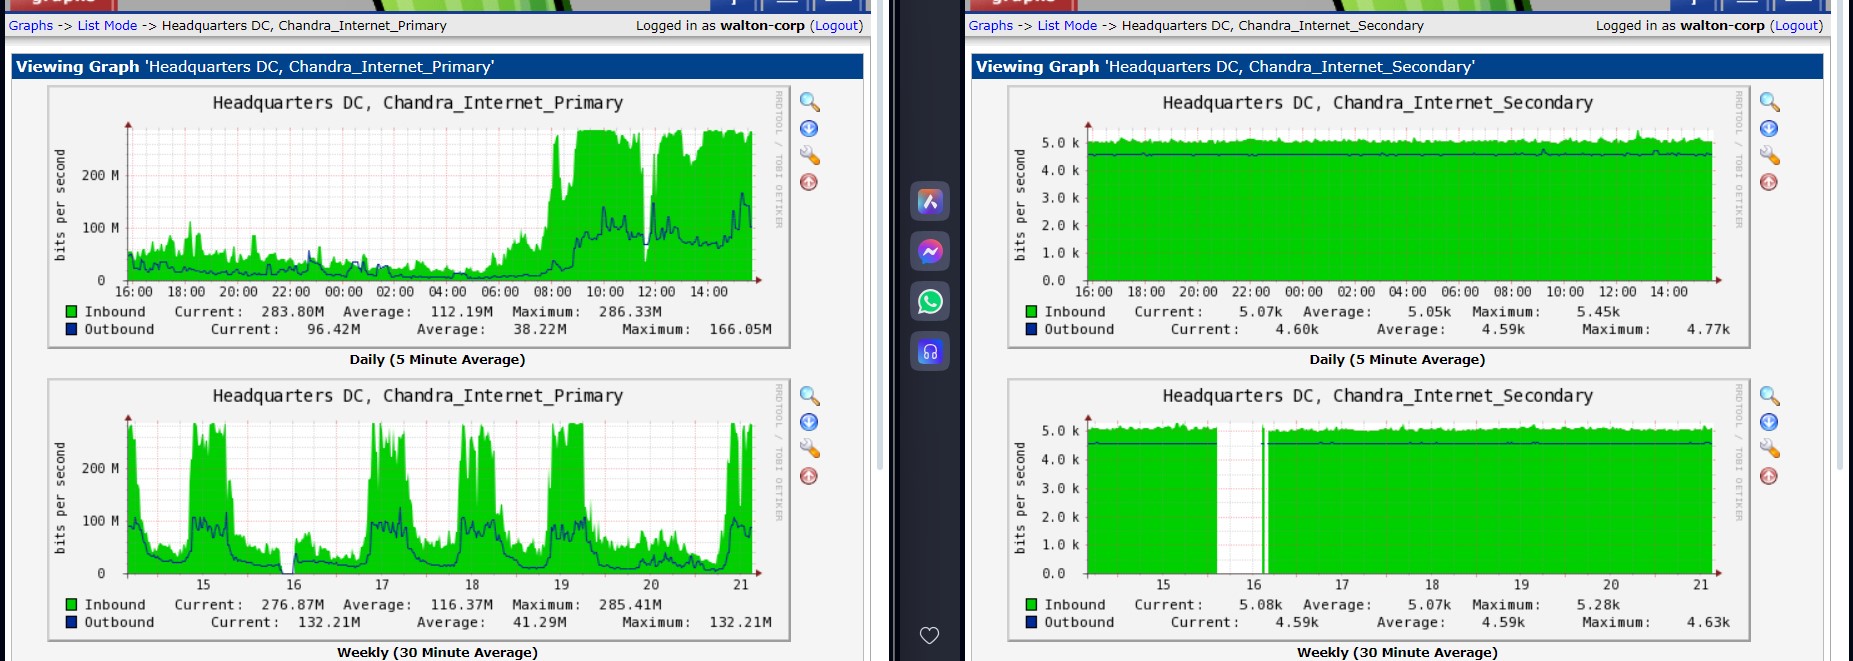 graphs
Graphs -> List Mode -> Headquarters DC, Chandra_Internet_Primary
Logged in as walton-corp (Logout)
Viewing Graph 'Headquarters DC, Chandra_Internet_Primary'
Headquarters DC, Chandra_Internet_Primary
RRDTOOL / TOBI OETIKER
bits per second
200 M
100 M
0
16:00 18:00 20:00 22:00 00:00 02:00 04:00 06:00 08:00 10:00 12:00 14:00
Inbound Current: 283.80M Average: 112.19M Maximum: 286.33M
Outbound Current: 96.42M Average: 38.22M Maximum: 166.05M
Daily (5 Minute Average)
Headquarters DC, Chandra_Internet_Primary
RRDTOOL / TOBI OETIKER
bits per second
200 M
100 M
0
15 16 17 18 19 20 21
Inbound Current: 276.87M Average: 116.37M Maximum: 285.41M
Outbound Current: 132.21M Average: 41.29M Maximum: 132.21M
Weekly (30 Minute Average)
graphs
Graphs -> List Mode -> Headquarters DC, Chandra_Internet_Secondary
Logged in as walton-corp (Logout)
Viewing Graph 'Headquarters DC, Chandra_Internet_Secondary'
Headquarters DC, Chandra_Internet_Secondary
RRDTOOL / TOBI OETIKER
bits per second
5.0 k
4.0 k
3.0 k
2.0 k
1.0 k
0.0
16:00 18:00 20:00 22:00 00:00 02:00 04:00 06:00 08:00 10:00 12:00 14:00
Inbound Current: 5.07k Average: 5.05k Maximum: 5.45k
Outbound Current: 4.60k Average: 4.59k Maximum: 4.77k
Daily (5 Minute Average)
Headquarters DC, Chandra_Internet_Secondary
RRDTOOL / TOBI OETIKER
bits per second
5.0 k
4.0 k
3.0 k
2.0 k
1.0 k
0.0
15 16 17 18 19 20 21
Inbound Current: 5.08k Average: 5.07k Maximum: 5.28k
Outbound Current: 4.59k Average: 4.59k Maximum: 4.63k
Weekly (30 Minute Average)